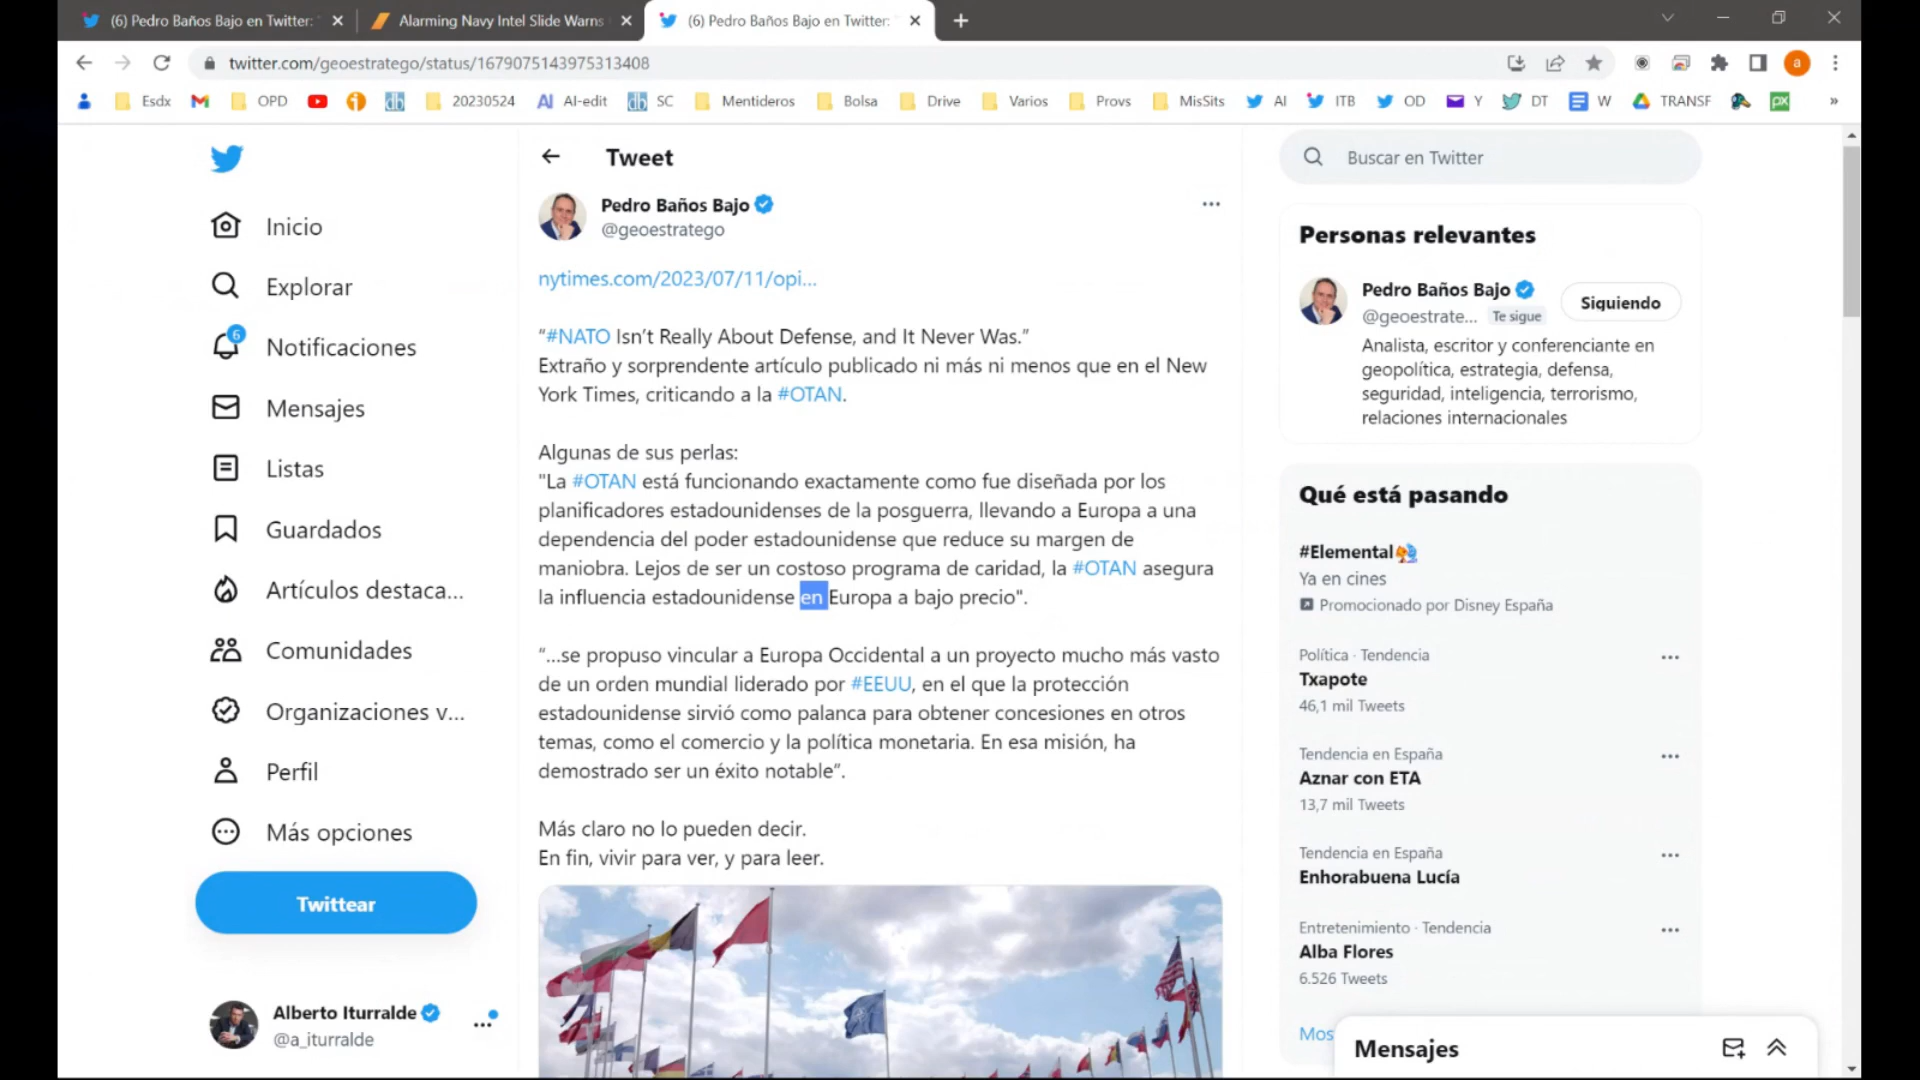 (6) Pedro Baños Bajo en Twitter: "
Alarming Navy Intel Slide Warns
(6) Pedro Baños Bajo en Twitter: "
twitter.com/geoestratego/status/1679075143975313408
a
Esdx
OPD
20230524
AI AI-edit
db SC
Mentideros
Bolsa
Drive
Varios
Provs
MisSits
AI
ITB
OD
Y
DT
W
TRANSF
px
»
Tweet
Buscar en Twitter
Inicio
Explorar
6
Notificaciones
Mensajes
Listas
Guardados
Artículos destaca...
Comunidades
Organizaciones v...
Perfil
Más opciones
Twittear
Alberto Iturralde
@a_iturralde
Pedro Baños Bajo
@geoestratego
nytimes.com/2023/07/11/opi...
“#NATO Isn’t Really About Defense, and It Never Was.”
Extraño y sorprendente artículo publicado ni más ni menos que en el New
York Times, criticando a la #OTAN.
Algunas de sus perlas:
"La #OTAN está funcionando exactamente como fue diseñada por los
planificadores estadounidenses de la posguerra, llevando a Europa a una
dependencia del poder estadounidense que reduce su margen de
maniobra. Lejos de ser un costoso programa de caridad, la #OTAN asegura
la influencia estadounidense en Europa a bajo precio".
“...se propuso vincular a Europa Occidental a un proyecto mucho más vasto
de un orden mundial liderado por #EEUU, en el que la protección
estadounidense sirvió como palanca para obtener concesiones en otros
temas, como el comercio y la política monetaria. En esa misión, ha
demostrado ser un éxito notable”.
Más claro no lo pueden decir.
En fin, vivir para ver, y para leer.
Personas relevantes
Pedro Baños Bajo
@geoestrate... Te sigue
Siguiendo
Analista, escritor y conferenciante en
geopolítica, estrategia, defensa,
seguridad, inteligencia, terrorismo,
relaciones internacionales
Qué está pasando
#Elemental
Ya en cines
Promocionado por Disney España
Política · Tendencia
Txapote
46,1 mil Tweets
Tendencia en España
Aznar con ETA
13,7 mil Tweets
Tendencia en España
Enhorabuena Lucía
Entretenimiento · Tendencia
Alba Flores
6.526 Tweets
Mos
Mensajes